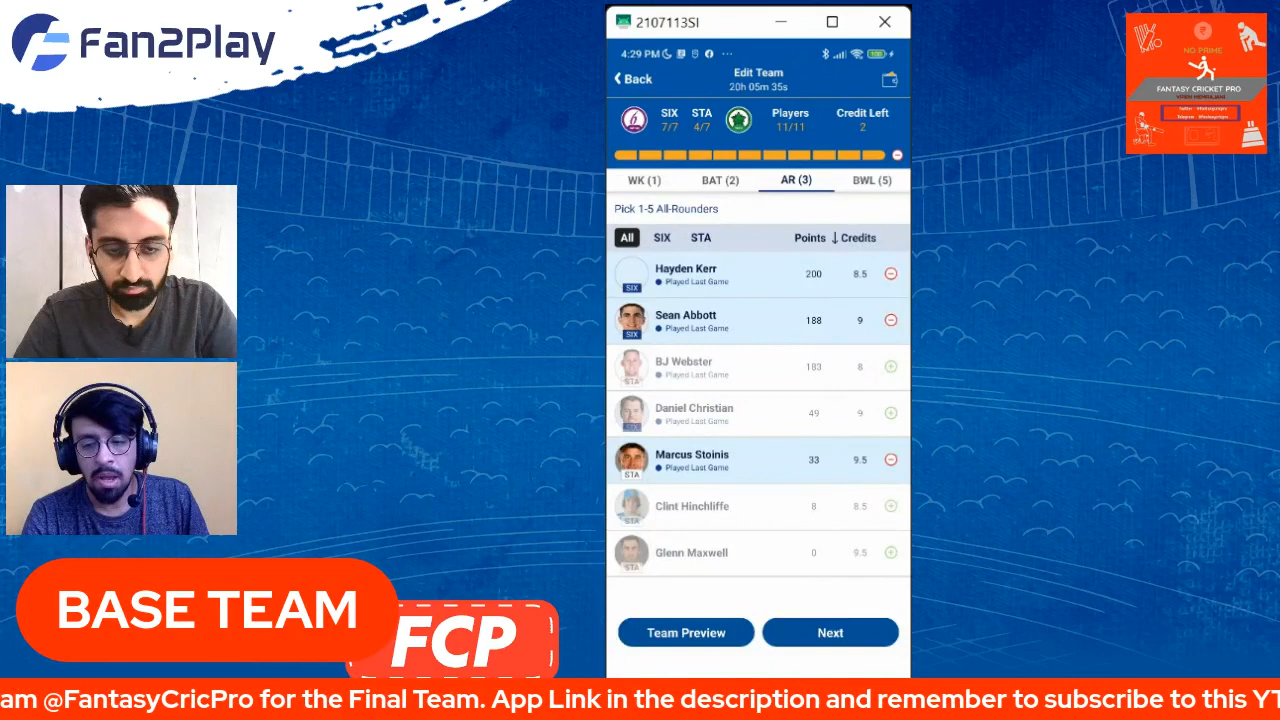 Fan2Play
2107113SI
4:29 PM
100
Back
Edit Team
20h 05m 35s
SIX STA Players Credit Left
7/7 4/7 11/11 2
WK (1) BAT (2) AR (3) BWL (5)
Pick 1-5 All-Rounders
All SIX STA Points ↓ Credits
Hayden Kerr 200 8.5
SIX Played Last Game
Sean Abbott 188 9
SIX Played Last Game
BJ Webster 183 8
STA Played Last Game
Daniel Christian 49 9
SIX Played Last Game
Marcus Stoinis 33 9.5
STA Played Last Game
Clint Hinchliffe 8 8.5
STA
Glenn Maxwell 0 9.5
STA
Team Preview Next
NO PRIME
FANTASY CRICKET PRO
BASE TEAM
FCP
am @FantasyCricPro for the Final Team. App Link in the description and remember to subscribe to this YT